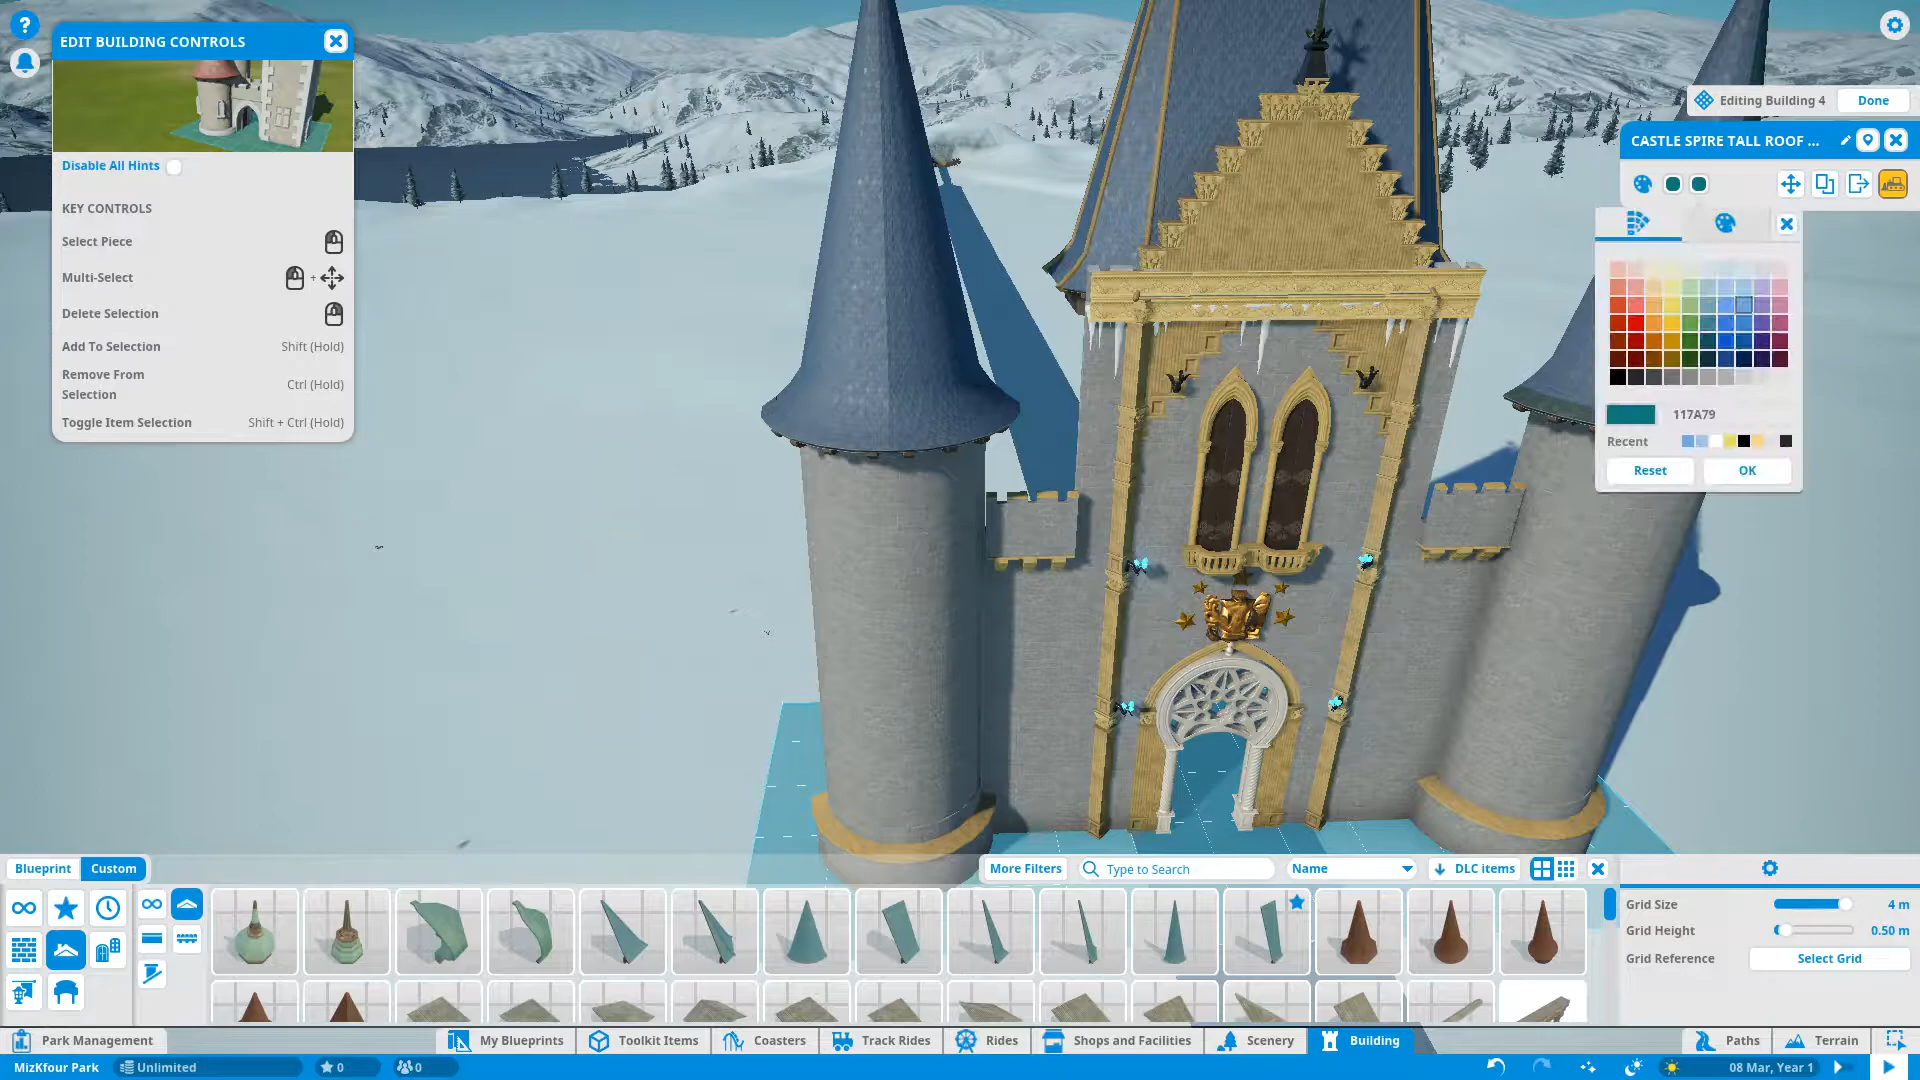 EDIT BUILDING CONTROLS
Disable All Hints
KEY CONTROLS
Select Piece
Multi-Select
+
Delete Selection
Add To Selection Shift (Hold)
Remove From
Selection Ctrl (Hold)
Toggle Item Selection Shift + Ctrl (Hold)
Editing Building 4 Done
CASTLE SPIRE TALL ROOF ...
117A79
Recent
Reset OK
Blueprint Custom
More Filters Type to Search Name DLC items
Grid Size 4 m
Grid Height 0.50 m
Grid Reference Select Grid
Park Management My Blueprints Toolkit Items Coasters Track Rides Rides Shops and Facilities Scenery Building Paths Terrain
MizKfour Park Unlimited 0 0 08 Mar, Year 1